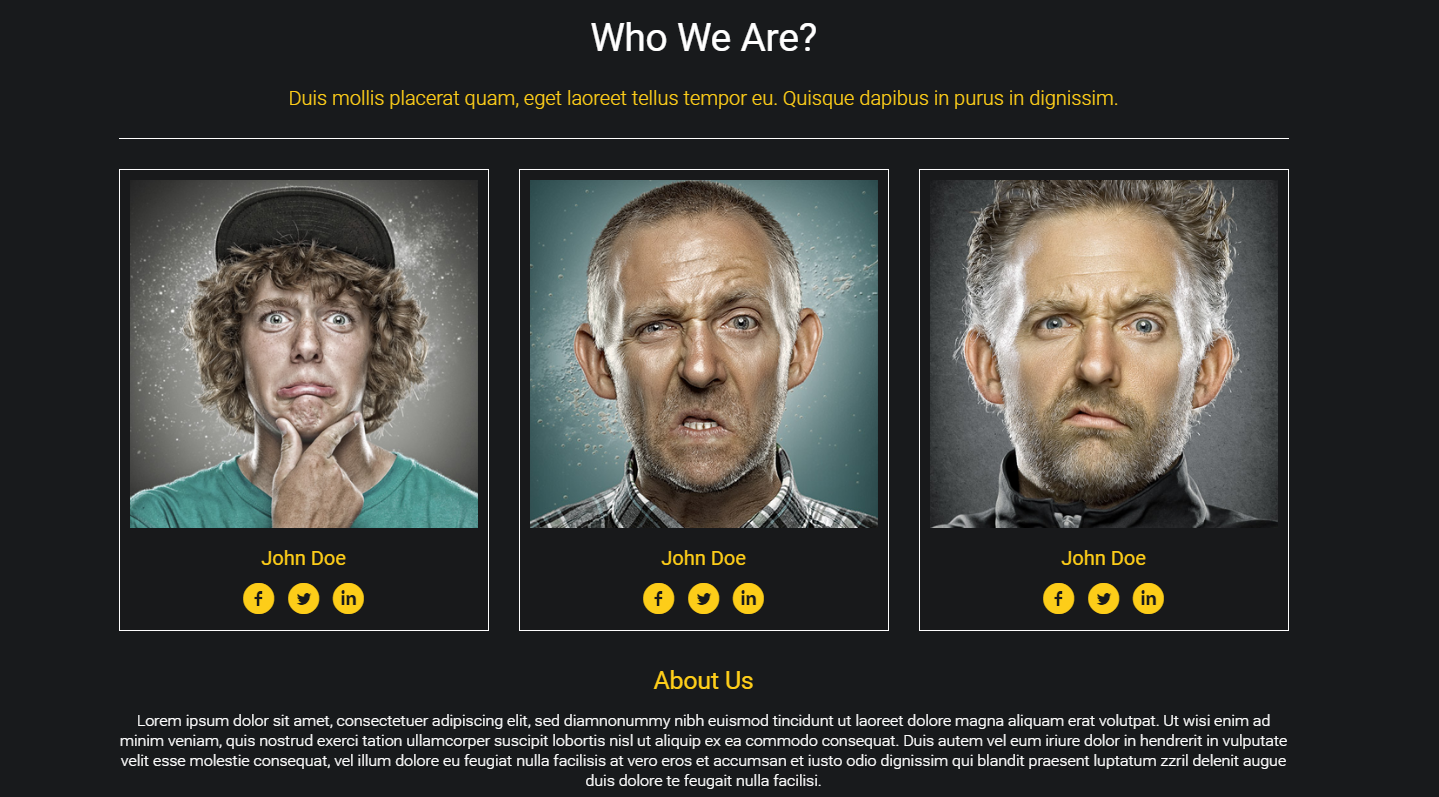 Who We Are?
Duis mollis placerat quam, eget laoreet tellus tempor eu. Quisque dapibus in purus in dignissim.
John Doe
f
in
John Doe
f
in
John Doe
f
in
About Us
Lorem ipsum dolor sit amet, consectetuer adipiscing elit, sed diamnonummy nibh euismod tincidunt ut laoreet dolore magna aliquam erat volutpat. Ut wisi enim ad
minim veniam, quis nostrud exerci tation ullamcorper suscipit lobortis nisl ut aliquip ex ea commodo consequat. Duis autem vel eum iriure dolor in hendrerit in vulputate
velit esse molestie consequat, vel illum dolore eu feugiat nulla facilisis at vero eros et accumsan et iusto odio dignissim qui blandit praesent luptatum zzril delenit augue
duis dolore te feugait nulla facilisi.